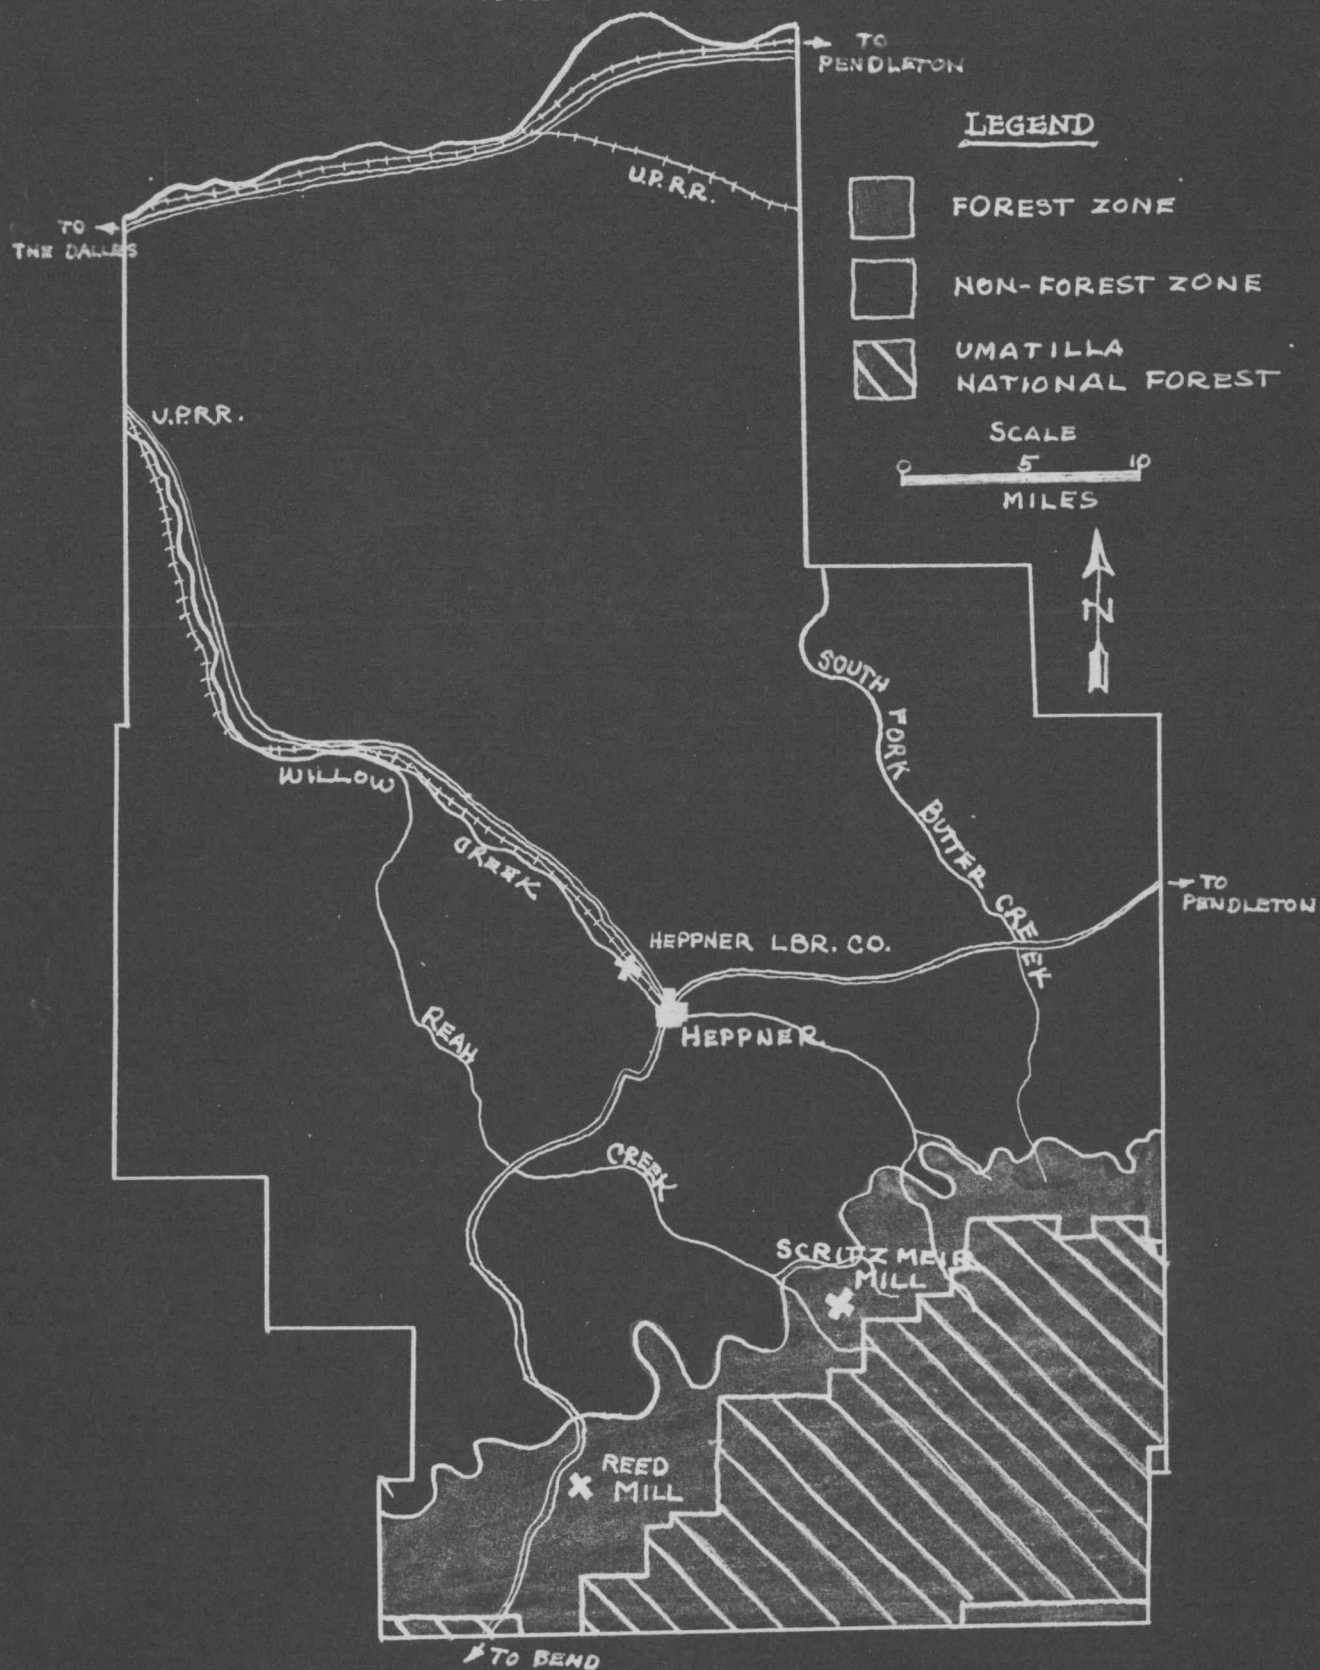 TO
PENDLETON
LEGEND
FOREST ZONE
NON-FOREST ZONE
UMATILLA
NATIONAL FOREST
SCALE
0 5 10
MILES
N
U.P.R.R.
TO
THE DALLES
U.P.R.R.
SOUTH FORK BUTTER CREEK
WILLOW CREEK
TO
PENDLETON
HEPPNER LBR. CO.
HEPPNER
REAH CREEK
SCRITZMEIR
MILL
REED
MILL
TO BEND